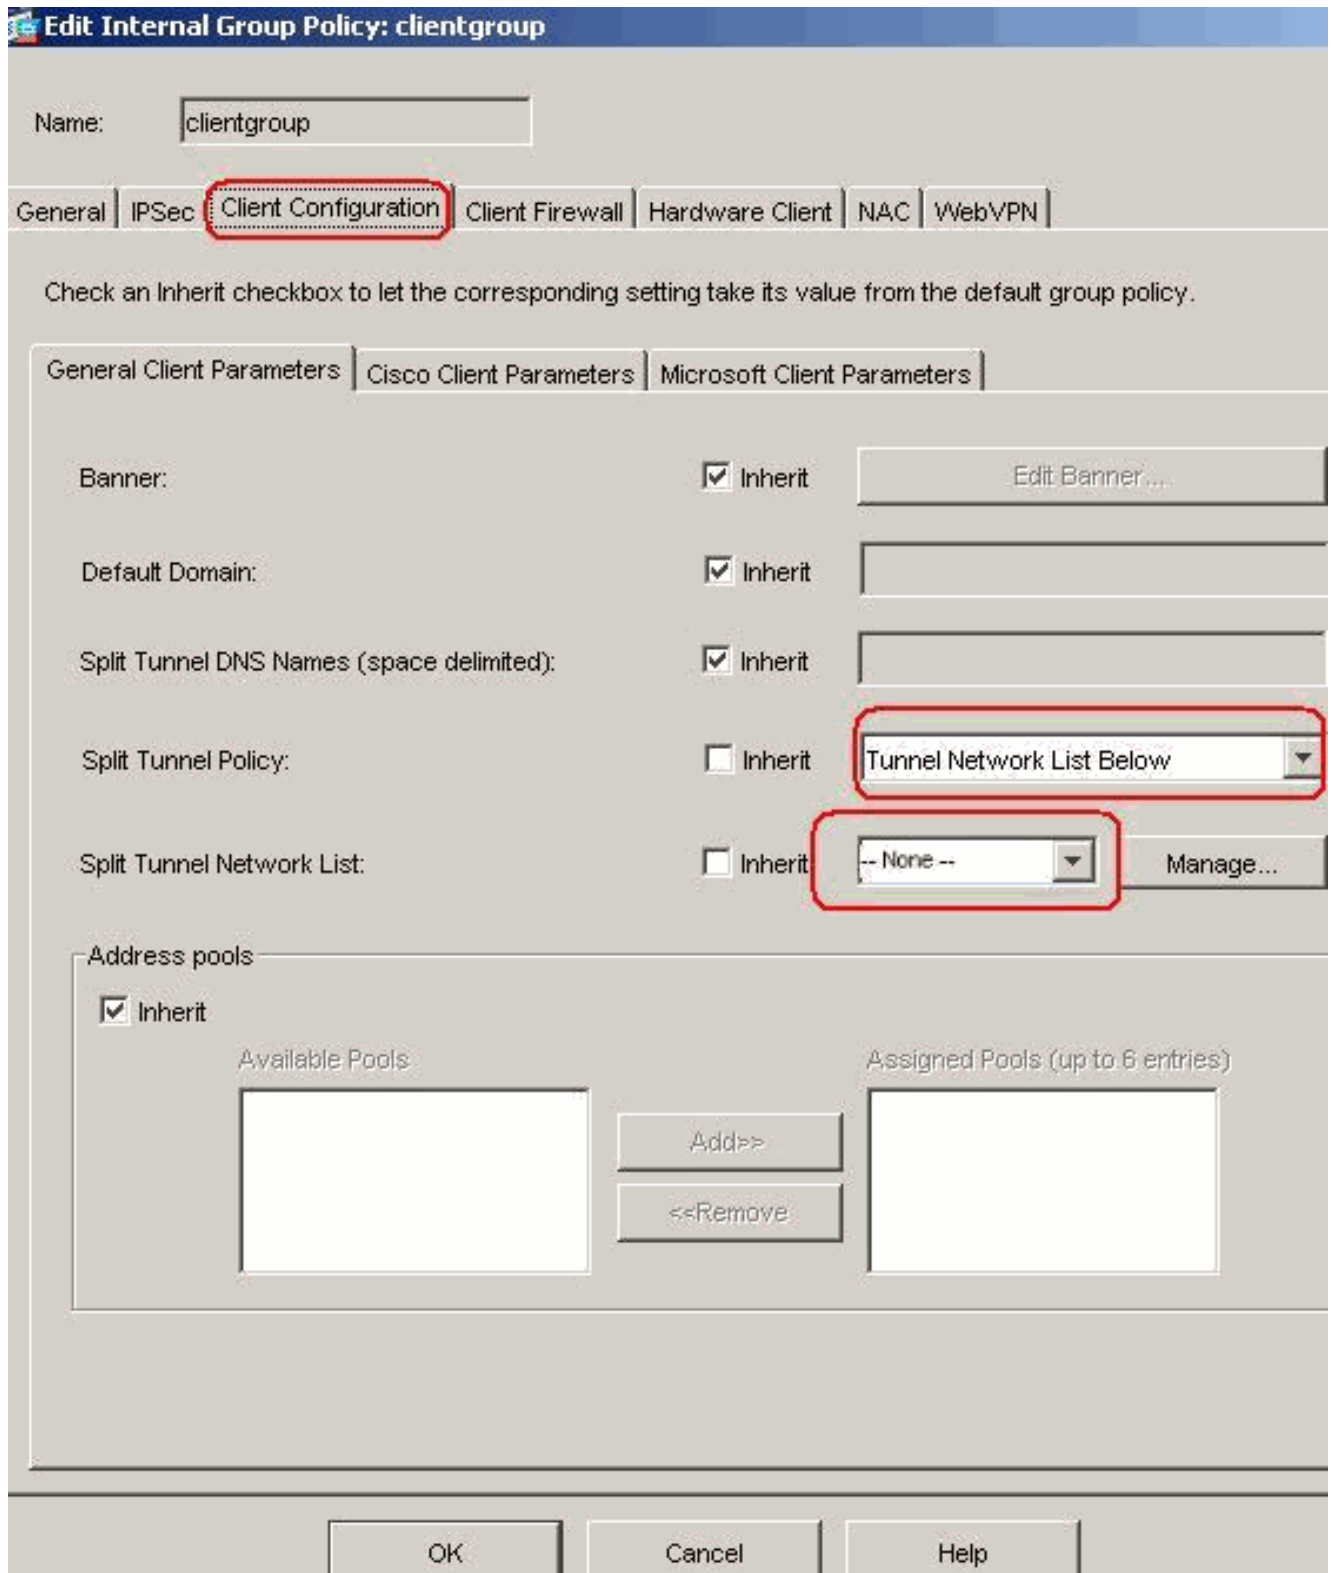 Edit Internal Group Policy: clientgroup
Name: clientgroup
General IPSec Client Configuration Client Firewall Hardware Client NAC WebVPN
Check an Inherit checkbox to let the corresponding setting take its value from the default group policy.
General Client Parameters Cisco Client Parameters Microsoft Client Parameters
Banner: Inherit Edit Banner...
Default Domain: Inherit
Split Tunnel DNS Names (space delimited): Inherit
Split Tunnel Policy: Inherit Tunnel Network List Below
Split Tunnel Network List: Inherit -- None -- Manage...
Address pools
Inherit
Available Pools Assigned Pools (up to 6 entries)
Add>>
<<Remove
OK Cancel Help